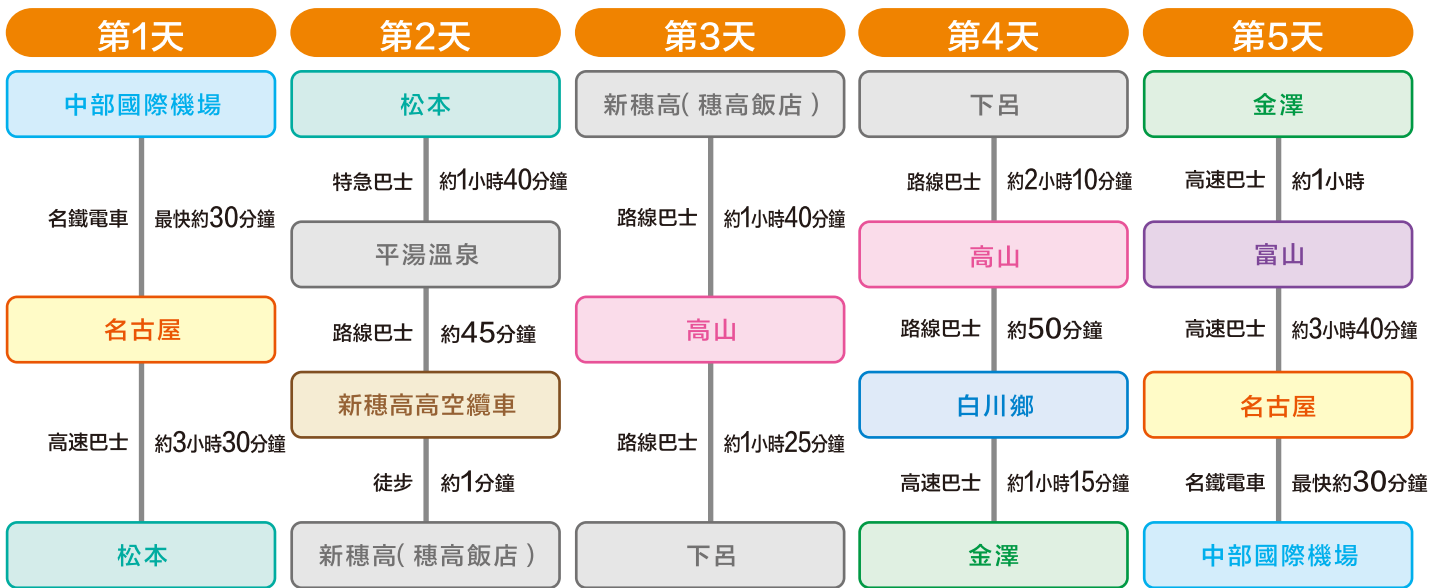 第1天
中部國際機場
名鐵電車 最快約30分鐘
名古屋
高速巴士 約3小時30分鐘
松本
第2天
松本
特急巴士 約1小時40分鐘
平湯溫泉
路線巴士 約45分鐘
新穗高高空纜車
徒步 約1分鐘
新穗高(穗高飯店)
第3天
新穗高(穗高飯店)
路線巴士 約1小時40分鐘
高山
路線巴士 約1小時25分鐘
下呂
第4天
下呂
路線巴士 約2小時10分鐘
高山
路線巴士 約50分鐘
白川鄉
高速巴士 約1小時15分鐘
金澤
第5天
金澤
高速巴士 約1小時
富山
高速巴士 約3小時40分鐘
名古屋
名鐵電車 最快約30分鐘
中部國際機場